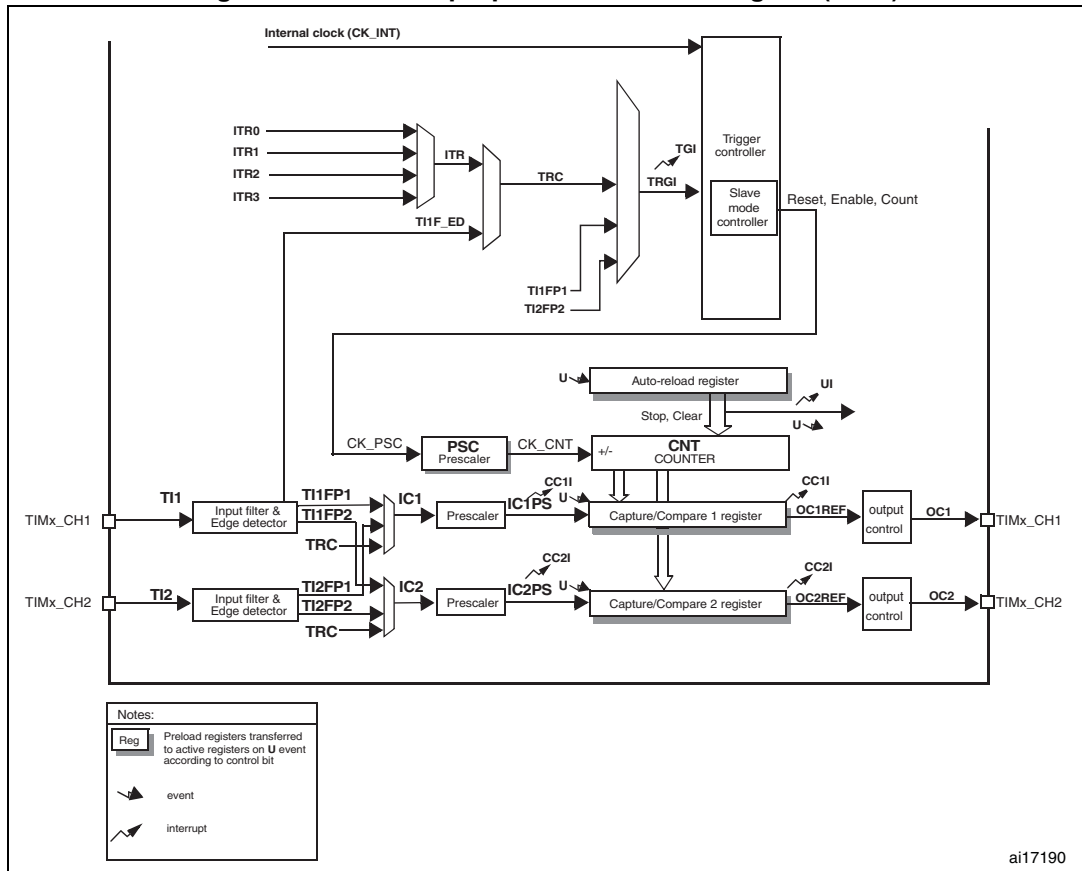 Internal clock (CK_INT)
ITR0
ITR1
ITR2
ITR3
ITR
TI1F_ED
TRC
TGI
TRGI
Trigger
controller
Slave
mode
controller
Reset, Enable, Count
TI1FP1
TI2FP2
U
Auto-reload register
UI
Stop, Clear
U
CK_PSC
PSC
Prescaler
CK_CNT
+/-
CNT
COUNTER
TIMx_CH1
TI1
Input filter &
Edge detector
TI1FP1
TI1FP2
TRC
IC1
Prescaler
CC1I
IC1PS
U
Capture/Compare 1 register
CC1I
OC1REF
output
control
OC1
TIMx_CH1
TIMx_CH2
TI2
Input filter &
Edge detector
TI2FP1
TI2FP2
TRC
IC2
Prescaler
CC2I
IC2PS
U
Capture/Compare 2 register
CC2I
OC2REF
output
control
OC2
TIMx_CH2
Notes:
Reg
Preload registers transferred
to active registers on U event
according to control bit
event
interrupt
ai17190